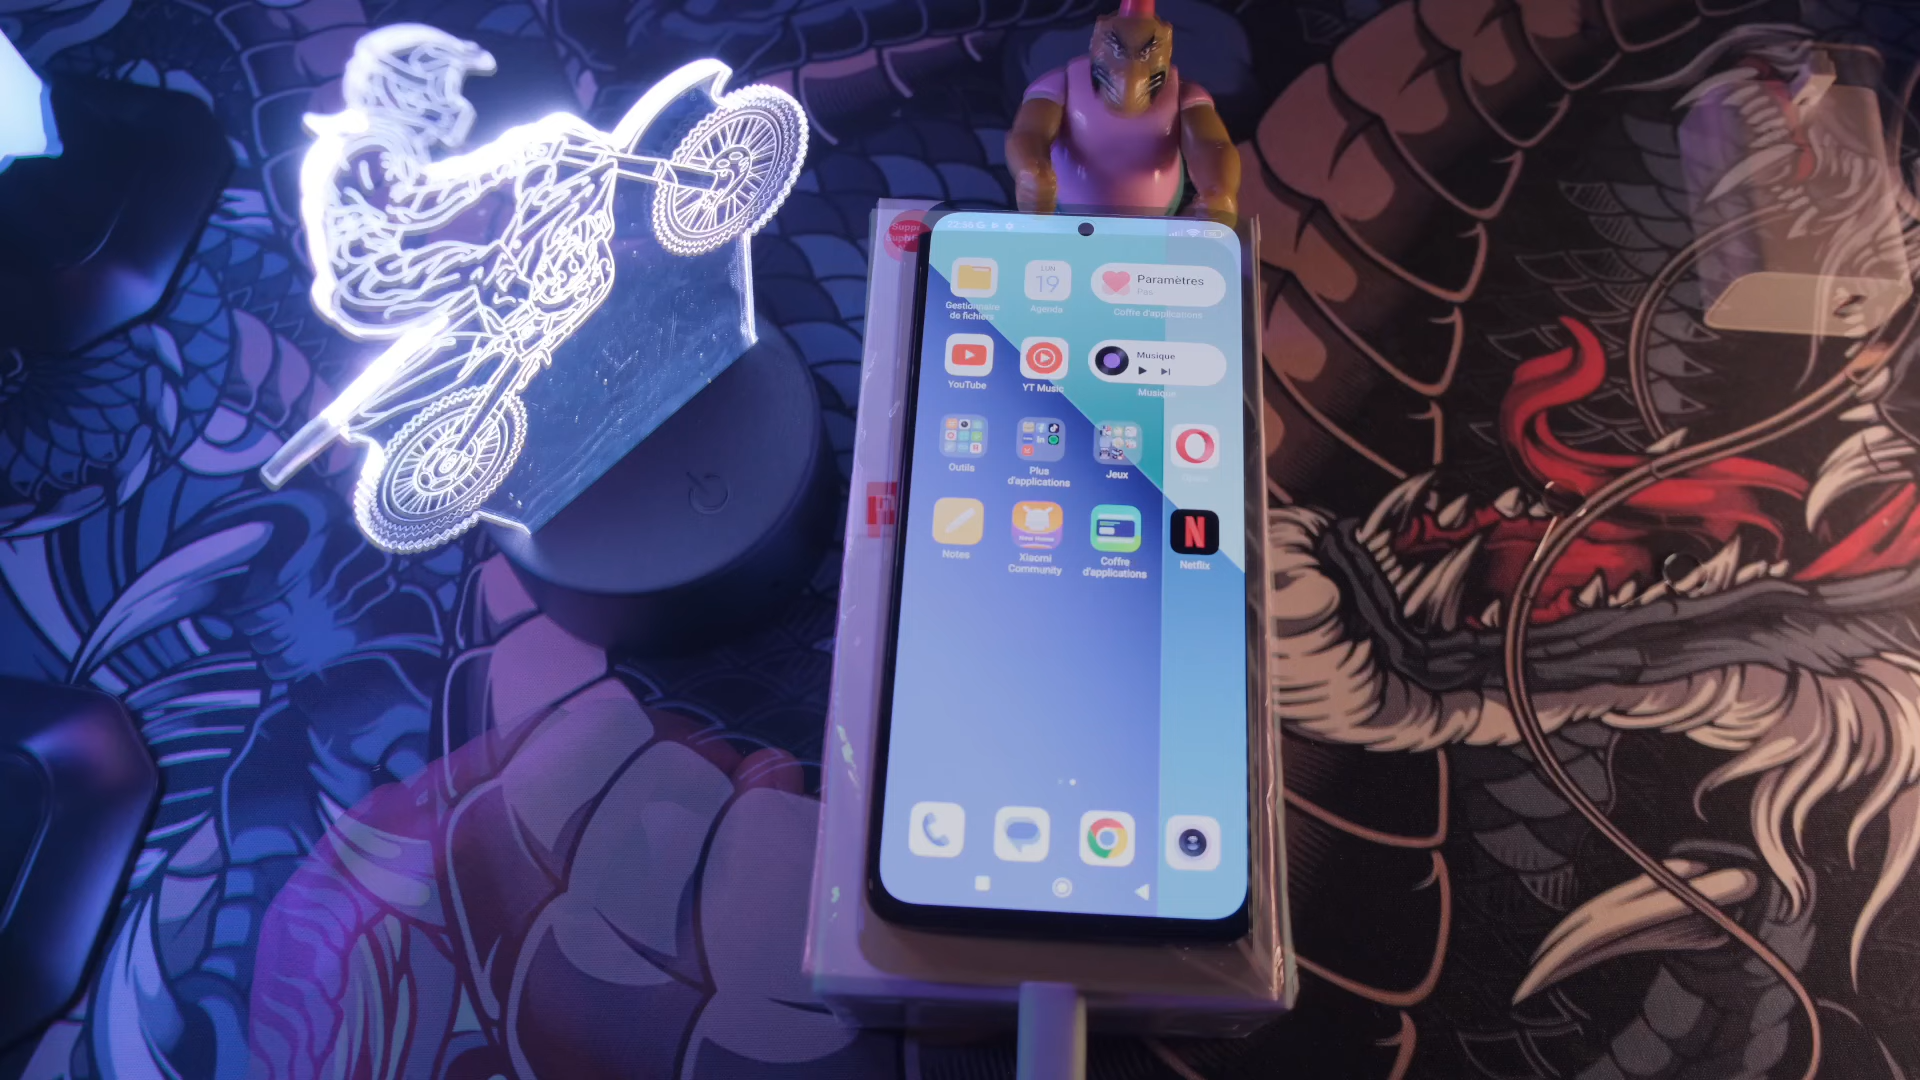 LUN
19
Paramètres
Gestionnaire
de fichiers
Agenda
Coffre d'applications
Musique
YouTube
YT Music
Musique
Outils
Plus
d'applications
Jeux
N
Notes
Xiaomi
Community
Coffre
d'applications
Netflix